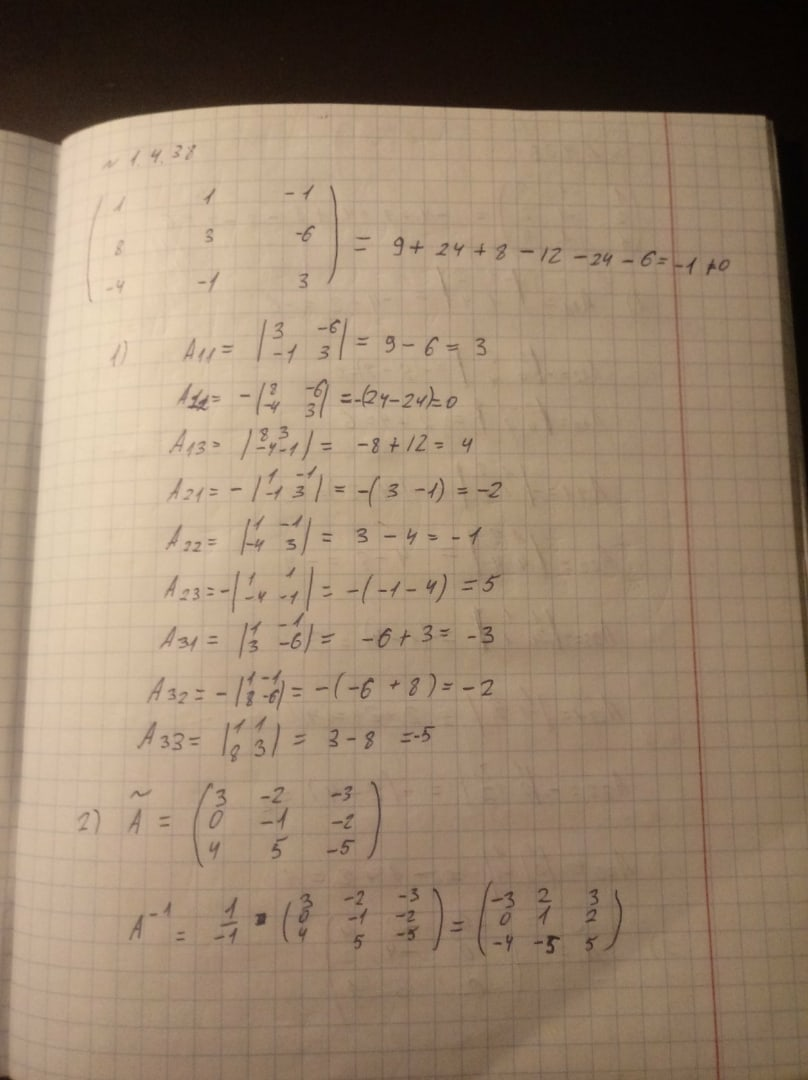 ~ 1.4.38
1 1 -1
8 3 -6 = 9 + 24 + 8 - 12 - 24 - 6 = -1 ≠ 0
-4 -1 3
1) A11 = |3 -6; -1 3| = 9 - 6 = 3
A12 = -|8 -6; -4 3| = -(24-24) = 0
A13 = |8 3; -4 -1| = -8 + 12 = 4
A21 = -|1 -1; -1 3| = -(3 - 1) = -2
A22 = |1 -1; -4 3| = 3 - 4 = -1
A23 = -|1 1; -4 -1| = -(-1 - 4) = 5
A31 = |1 -1; 3 -6| = -6 + 3 = -3
A32 = -|1 -1; 8 -6| = -(-6 + 8) = -2
A33 = |1 1; 8 3| = 3 - 8 = -5
2) Ã = (3 -2 -3; 0 -1 -2; 4 5 -5)
A⁻¹ = 1/-1 · (3 -2 -3; 0 -1 -2; 4 5 -5) = (-3 2 3; 0 1 2; -4 -5 5)